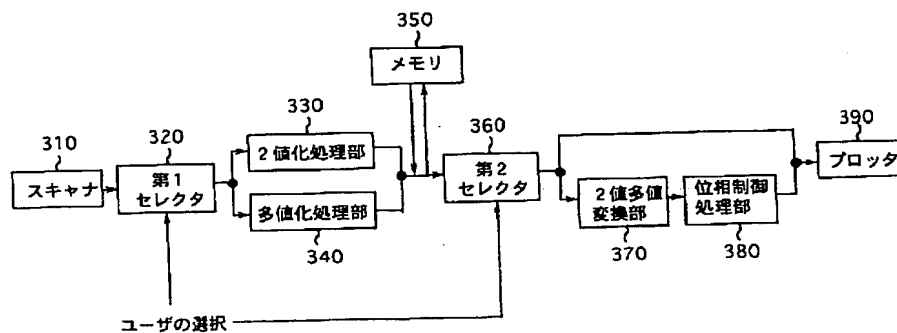 350
メモリ
310
スキャナ
320
第1
セレクタ
330
2値化処理部
多値化処理部
340
360
第2
セレクタ
2値多値
変換部
370
位相制御
処理部
380
390
プロッタ
ユーザの選択